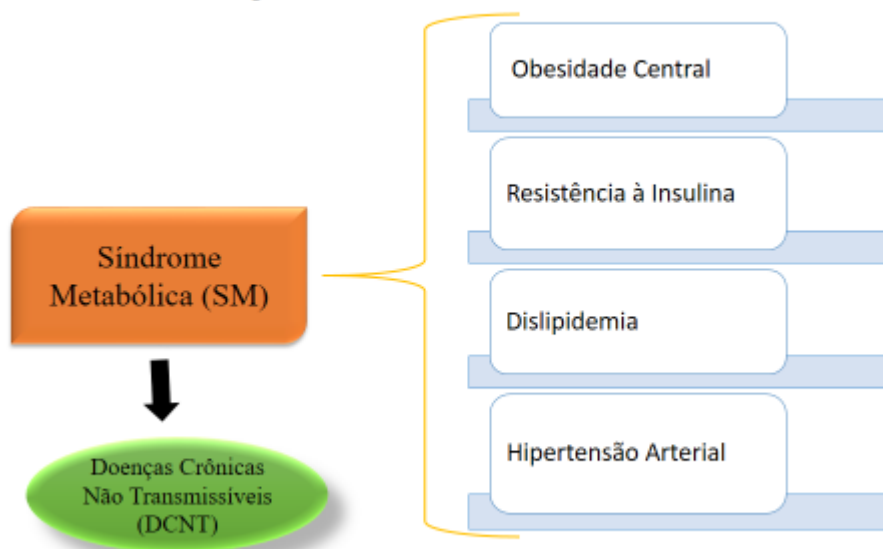 Síndrome
Metabólica (SM)
Doenças Crônicas
Não Transmissíveis
(DCNT)
Obesidade Central
Resistência à Insulina
Dislipidemia
Hipertensão Arterial